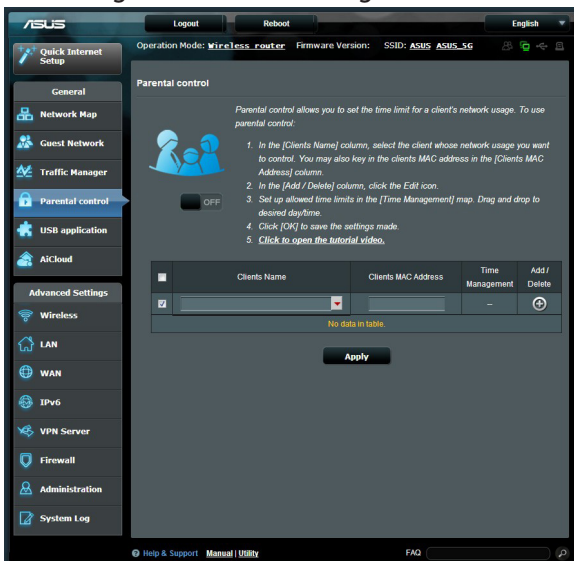 ASUS
Logout Reboot English
Operation Mode: Wireless router Firmware Version: SSID: ASUS ASUS_5G
Quick Internet
Setup
General
Network Map
Guest Network
Traffic Manager
Parental control
USB application
AiCloud
Advanced Settings
Wireless
LAN
WAN
IPv6
VPN Server
Firewall
Administration
System Log
Parental control
Parental control allows you to set the time limit for a client's network usage. To use
parental control:
1. In the [Clients Name] column, select the client whose network usage you want
to control. You may also key in the clients MAC address in the [Clients MAC
Address] column.
2. In the [Add / Delete] column, click the Edit icon.
3. Set up allowed time limits in the [Time Management] map. Drag and drop to
desired day/time.
4. Click [OK] to save the settings made.
5. Click to open the tutorial video.
OFF
Clients Name Clients MAC Address Time
Management Add /
Delete
–
No data in table.
Apply
Help & Support Manual | Utility FAQ